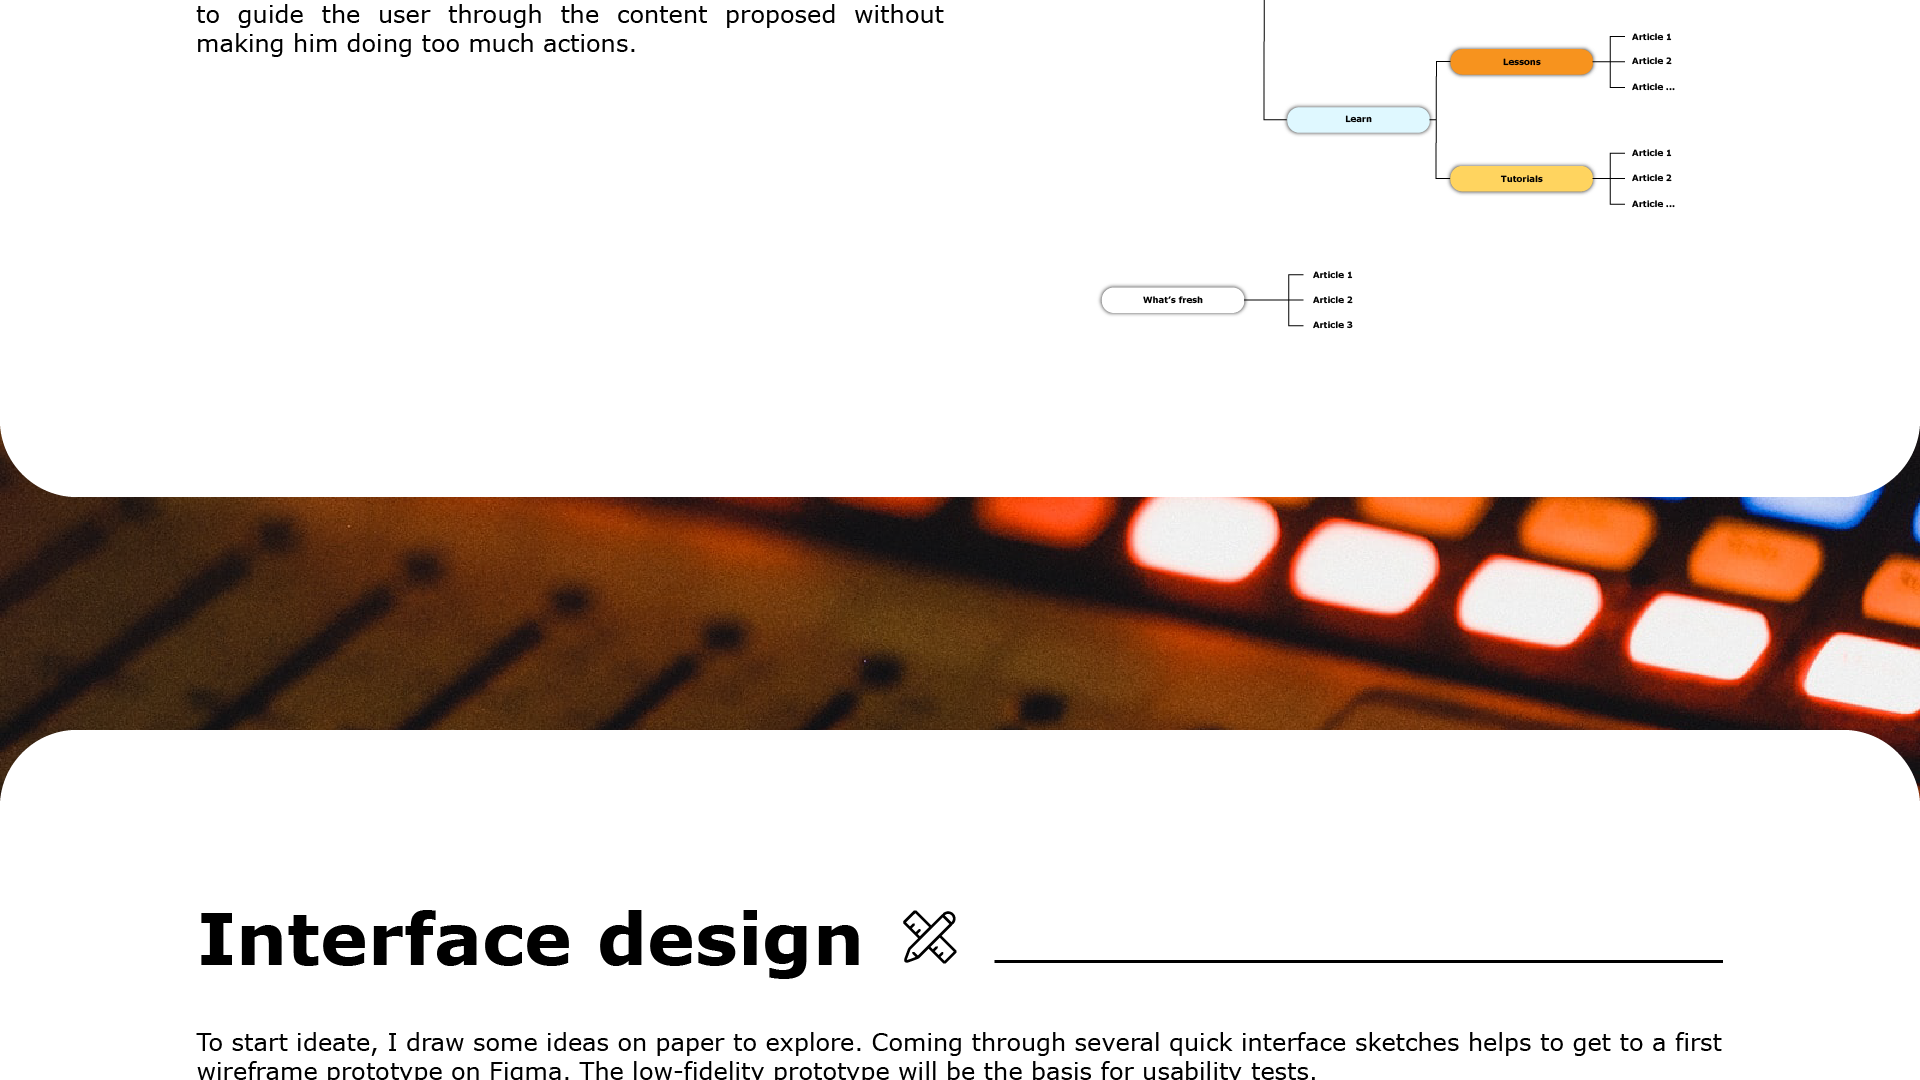 to guide the user through the content proposed without
making him doing too much actions.
Article 1
Lessons
Article 2
Article ...
Learn
Article 1
Tutorials
Article 2
Article ...
Article 1
What's fresh
Article 2
Article 3
Interface design
To start ideate, I draw some ideas on paper to explore. Coming through several quick interface sketches helps to get to a first
wireframe prototype on Figma. The low-fidelity prototype will be the basis for usability tests.